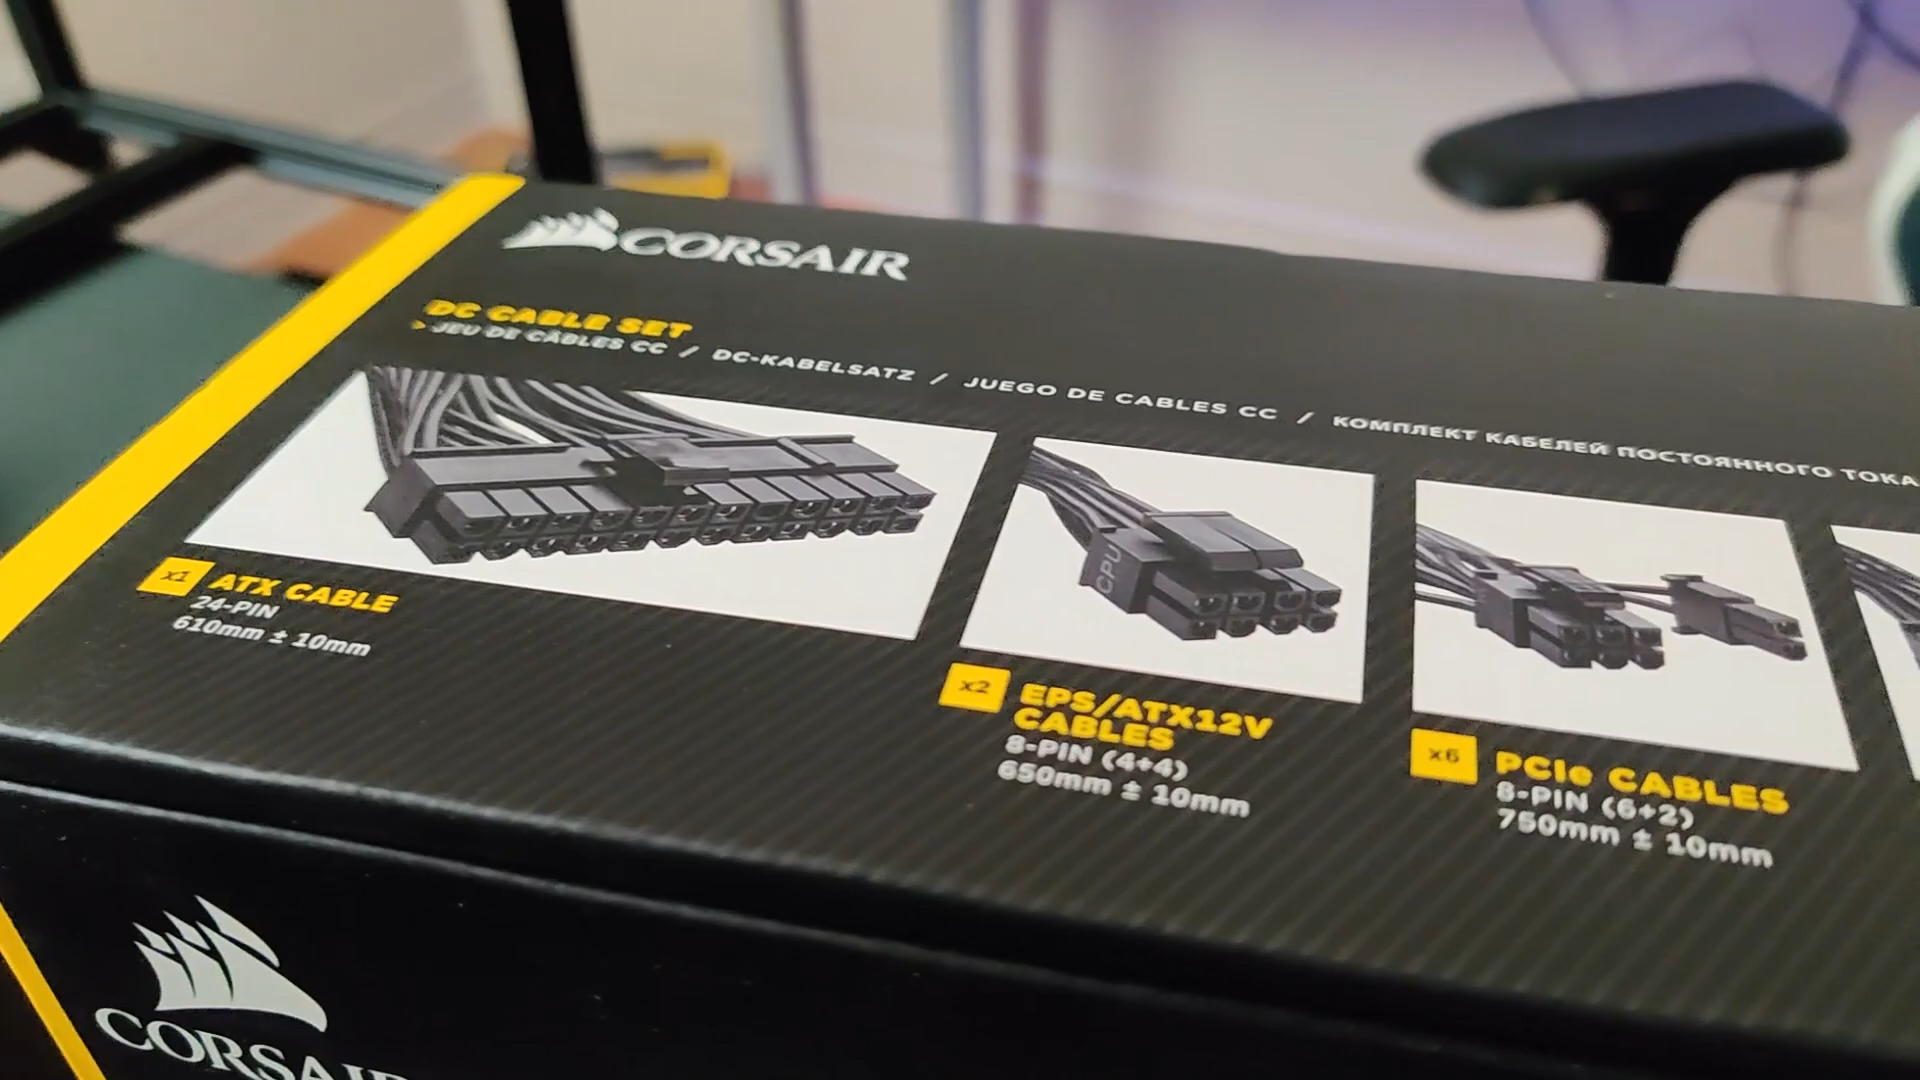 CORSAIR
DC CABLE SET
> JEU DE CÂBLES CC / DC-KABELSATZ / JUEGO DE CABLES CC / КОМПЛЕКТ КАБЕЛЕЙ ПОСТОЯННОГО ТОКА
CPU
x1 ATX CABLE
24-PIN
610mm ± 10mm
x2 EPS/ATX12V
CABLES
8-PIN (4+4)
650mm ± 10mm
x6 PCIe CABLES
8-PIN (6+2)
750mm ± 10mm
CORSAIR